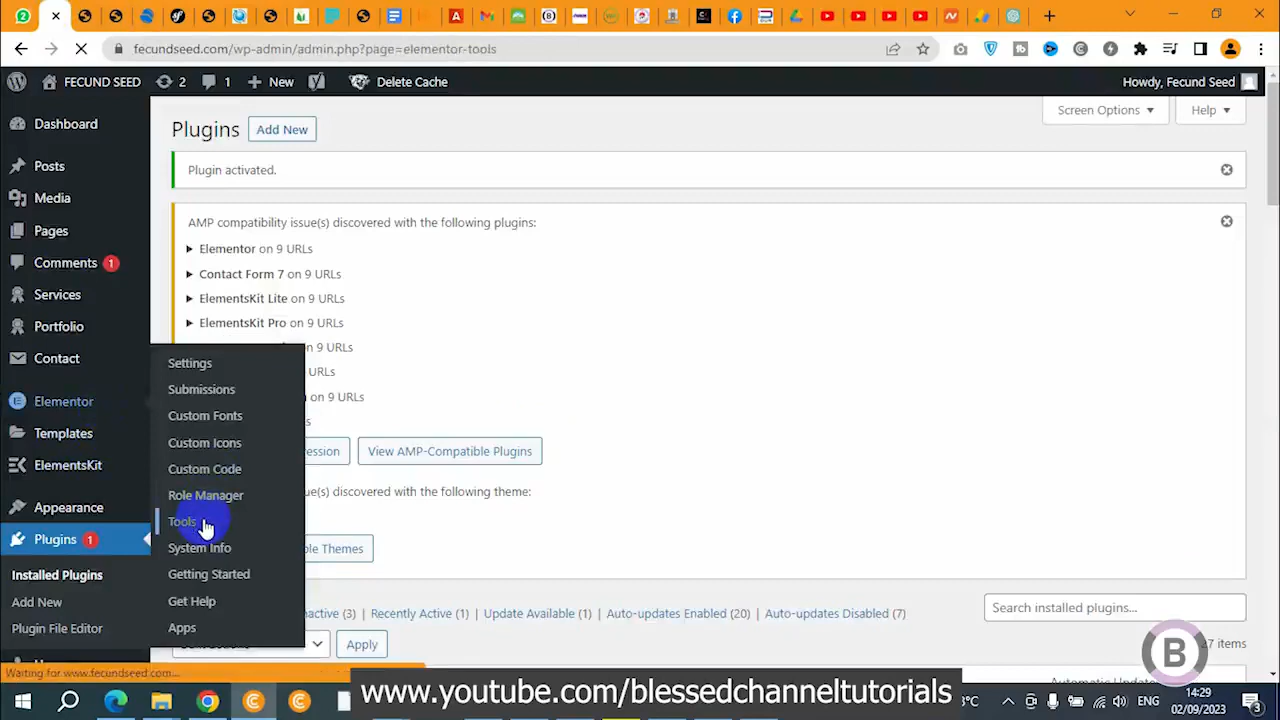 fecundseed.com/wp-admin/admin.php?page=elementor-tools
FECUND SEED
2
1
New
Delete Cache
Howdy, Fecund Seed
Dashboard
Posts
Media
Pages
Comments 1
Services
Portfolio
Contact
Elementor
Templates
ElementsKit
Appearance
Plugins 1
Installed Plugins
Add New
Plugin File Editor
Settings
Submissions
Custom Fonts
Custom Icons
Custom Code
Role Manager
Tools
System Info
Getting Started
Get Help
Apps
Plugins
Add New
Screen Options
Help
Plugin activated.
AMP compatibility issue(s) discovered with the following plugins:
Elementor on 9 URLs
Contact Form 7 on 9 URLs
ElementsKit Lite on 9 URLs
ElementsKit Pro on 9 URLs
on 9 URLs
URLs
on 9 URLs
View AMP-Compatible Plugins
issue(s) discovered with the following theme:
Themes
(3) | Recently Active (1) | Update Available (1) | Auto-updates Enabled (20) | Auto-updates Disabled (7)
Search installed plugins...
Apply
items
Waiting for www.fecundseed.com...
www.youtube.com/blessedchanneltutorials
B
ENG
14:29
02/09/2023
3